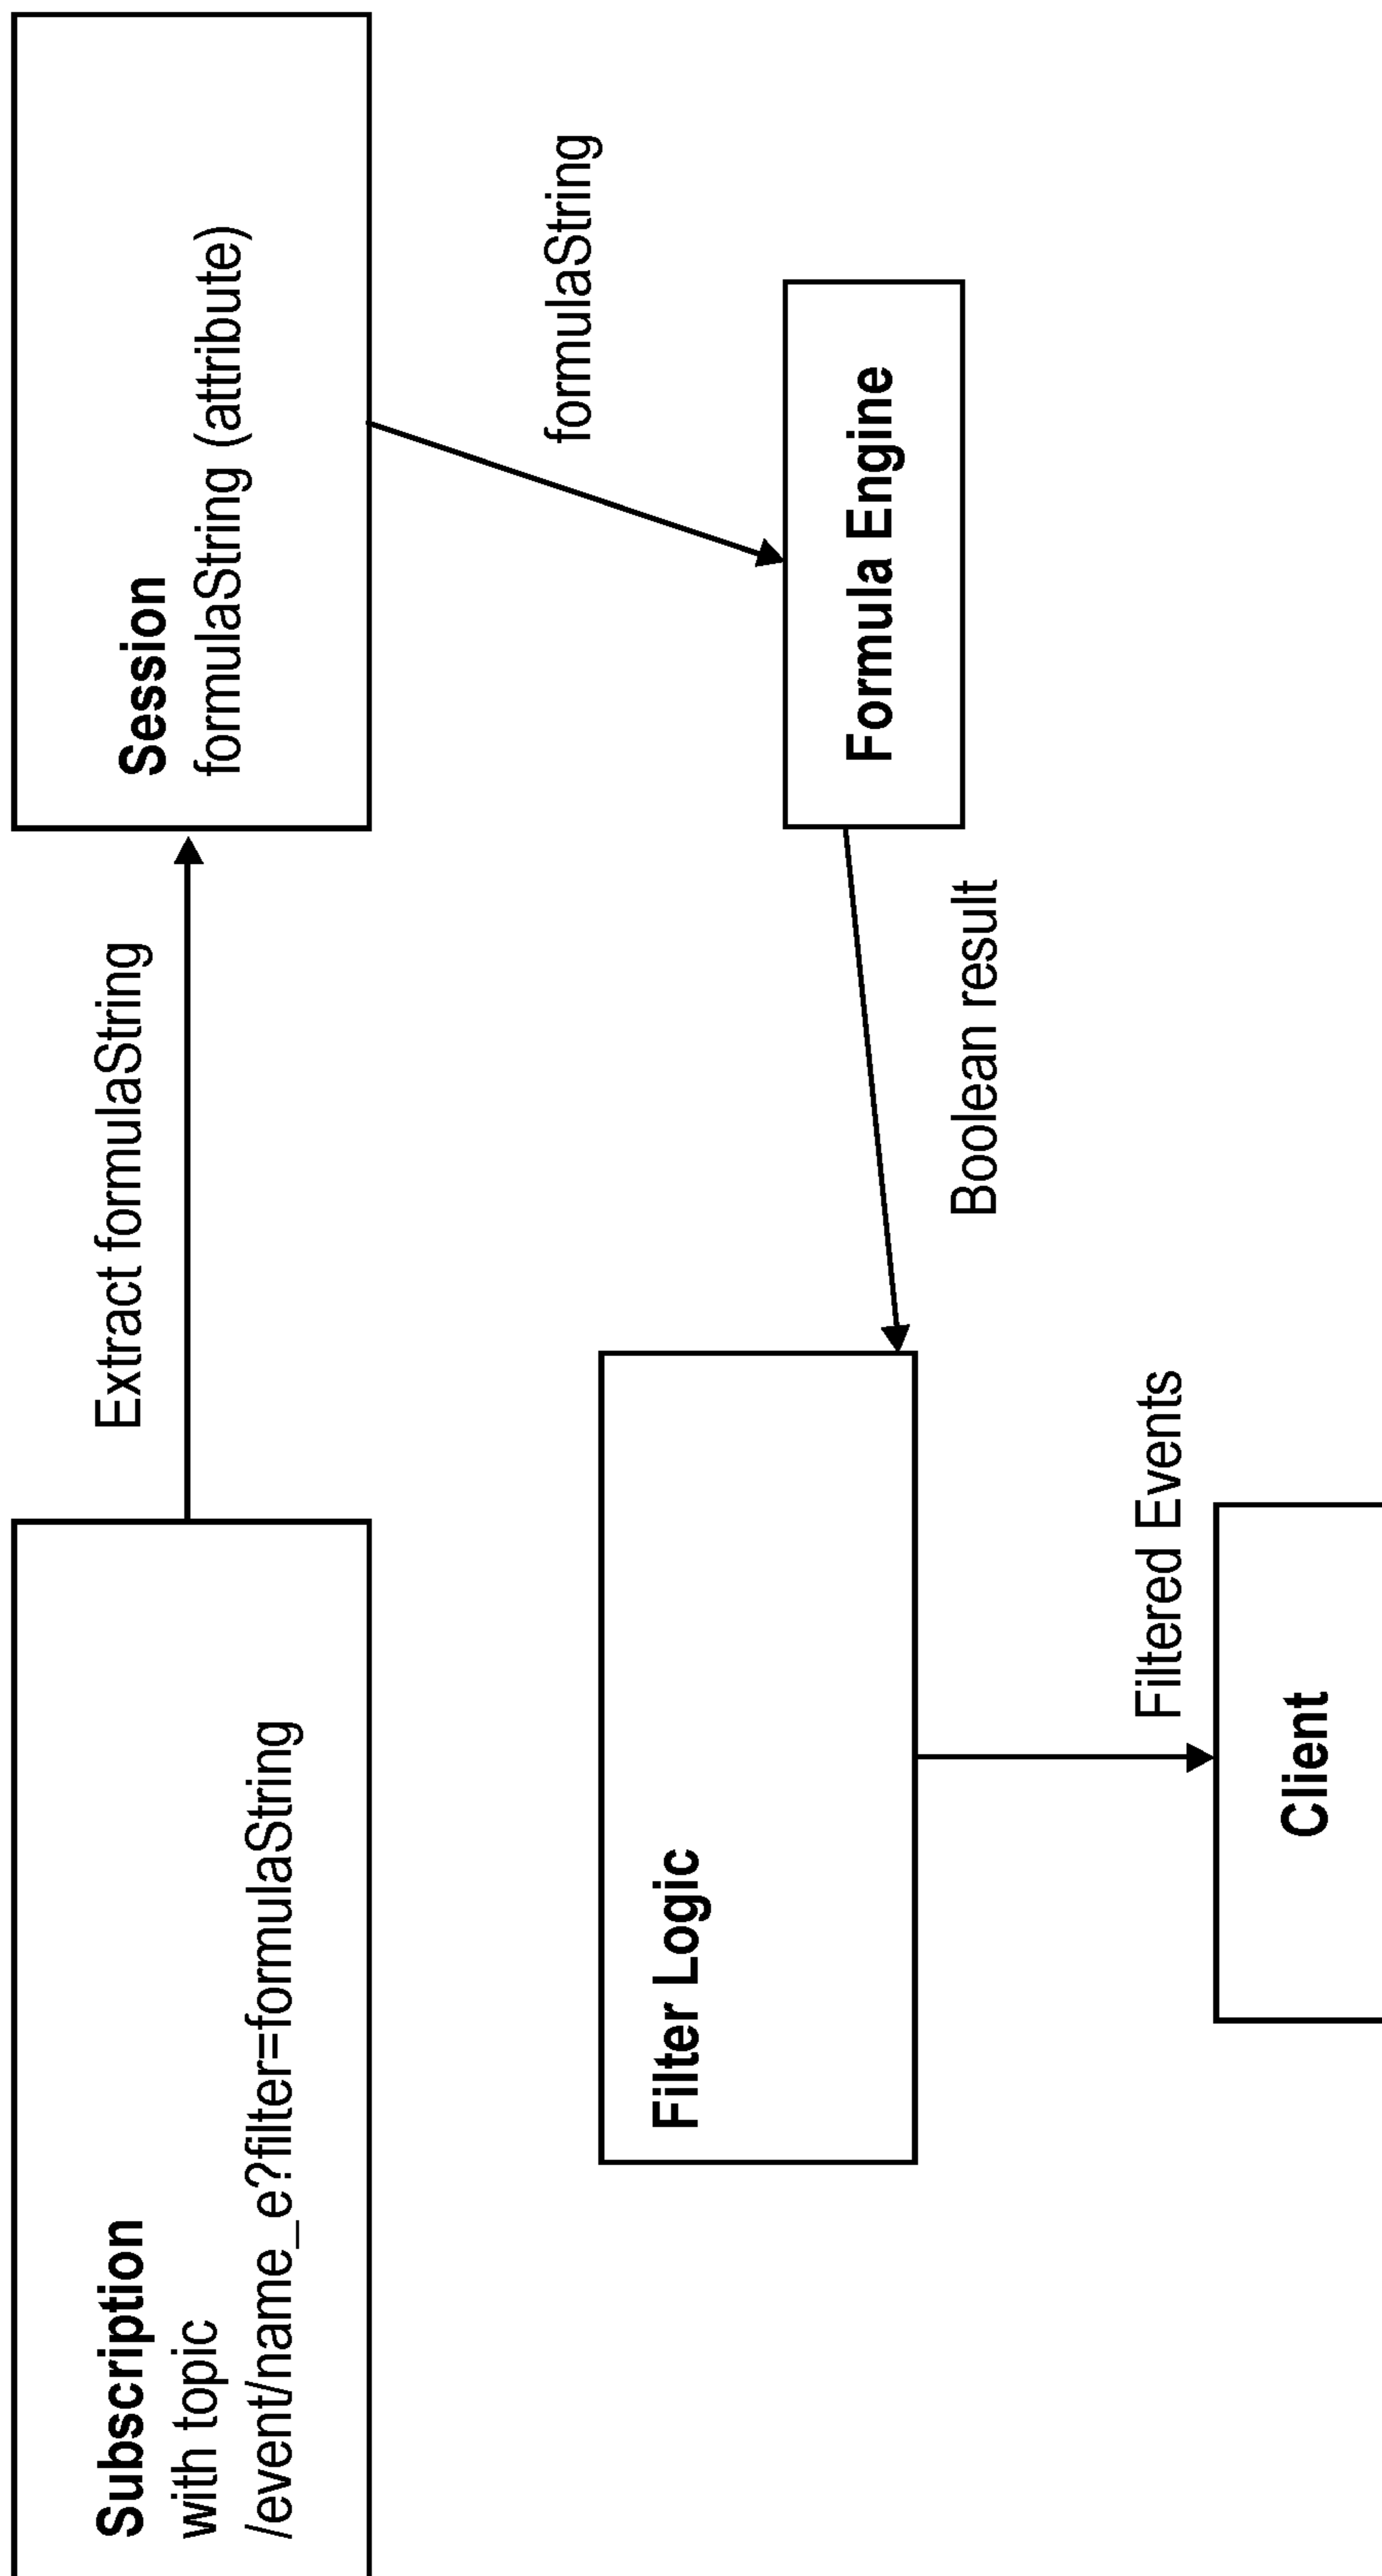 Subscription
with topic
/event/name_e?filter=formulaString
Extract formulaString
Session
formulaString (attribute)
formulaString
Formula Engine
Boolean result
Filter Logic
Filtered Events
Client